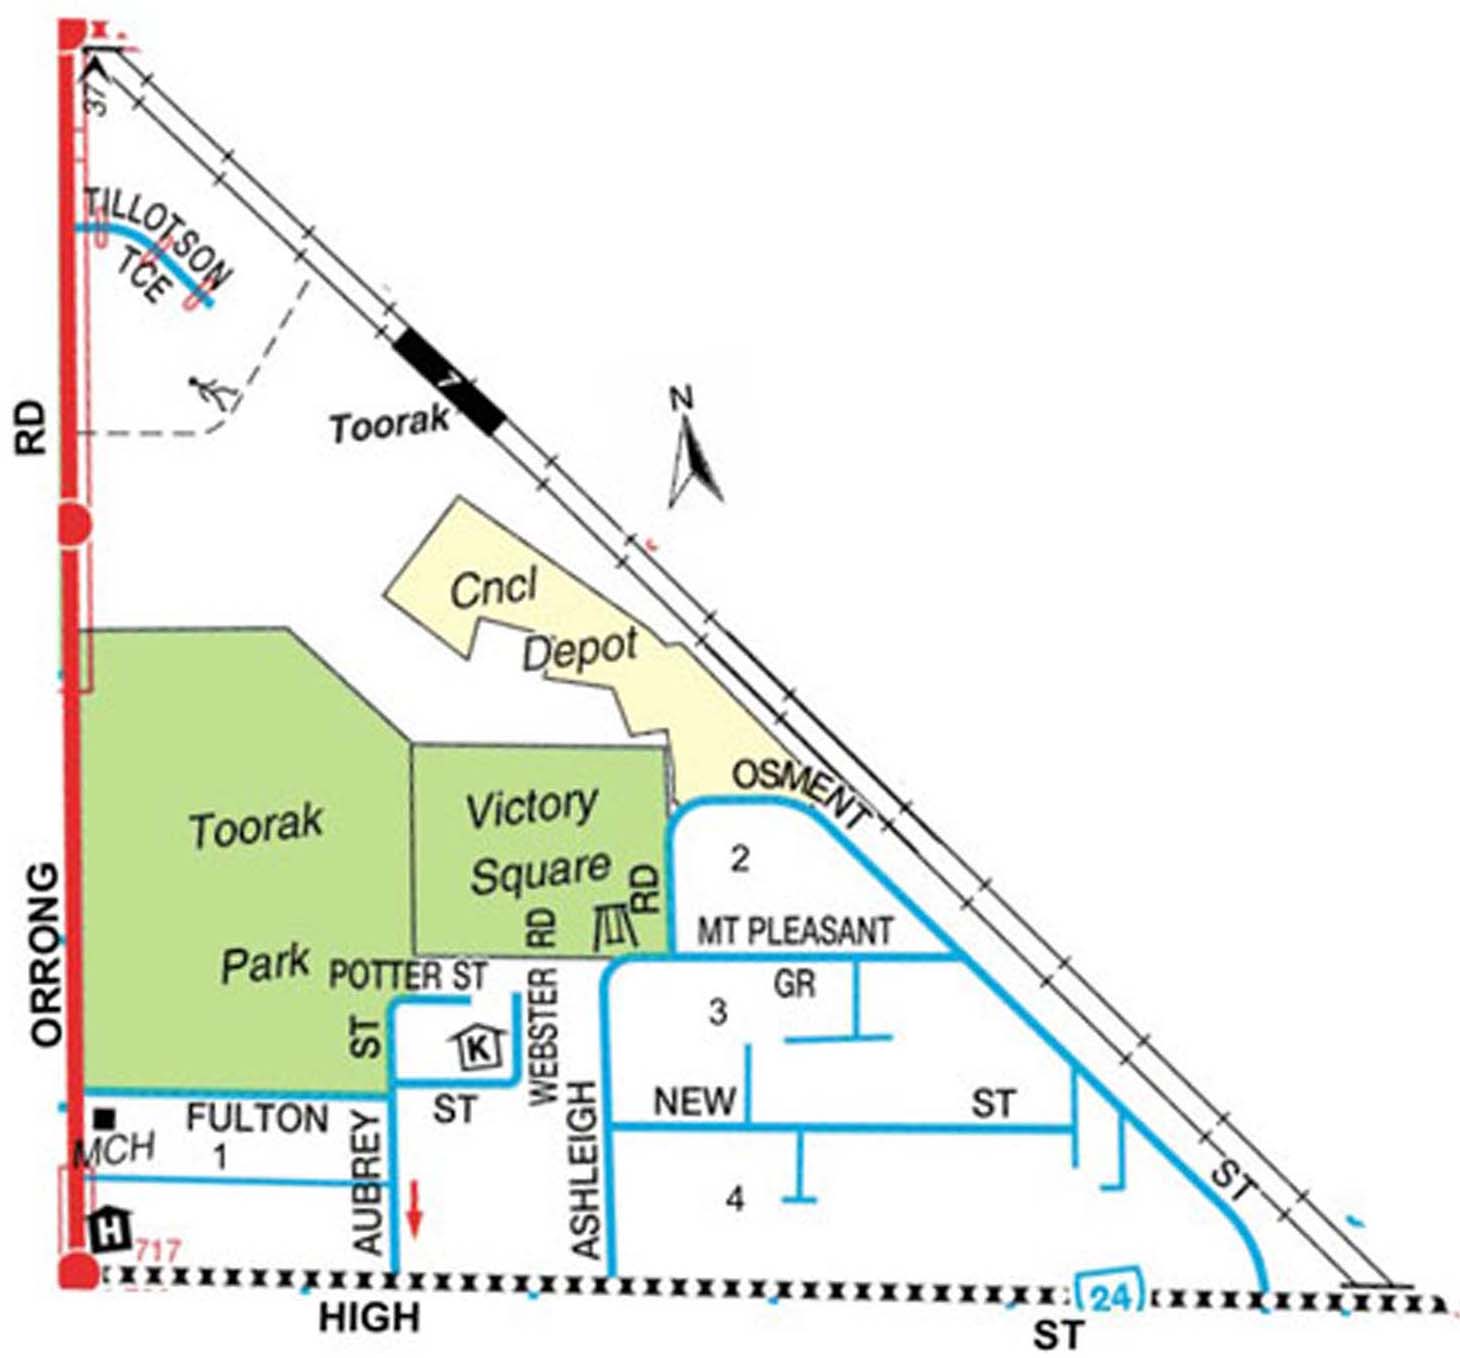 37
TILLOTSON
TCE
RD
7
Toorak
N
Cncl
Depot
OSMENT
Toorak
Park
Victory
Square
RD
2
MT PLEASANT
GR
ORRONG
POTTER ST
WEBSTER RD
ST
K
3
NEW ST
FULTON ST
MCH
1
AUBREY
ASHLEIGH
4
ST
H
717
24
HIGH ST